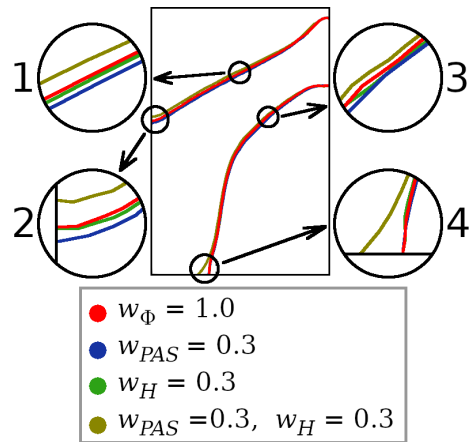 1
3
2
4
w_Φ = 1.0
w_PAS = 0.3
w_H = 0.3
w_PAS =0.3, w_H = 0.3